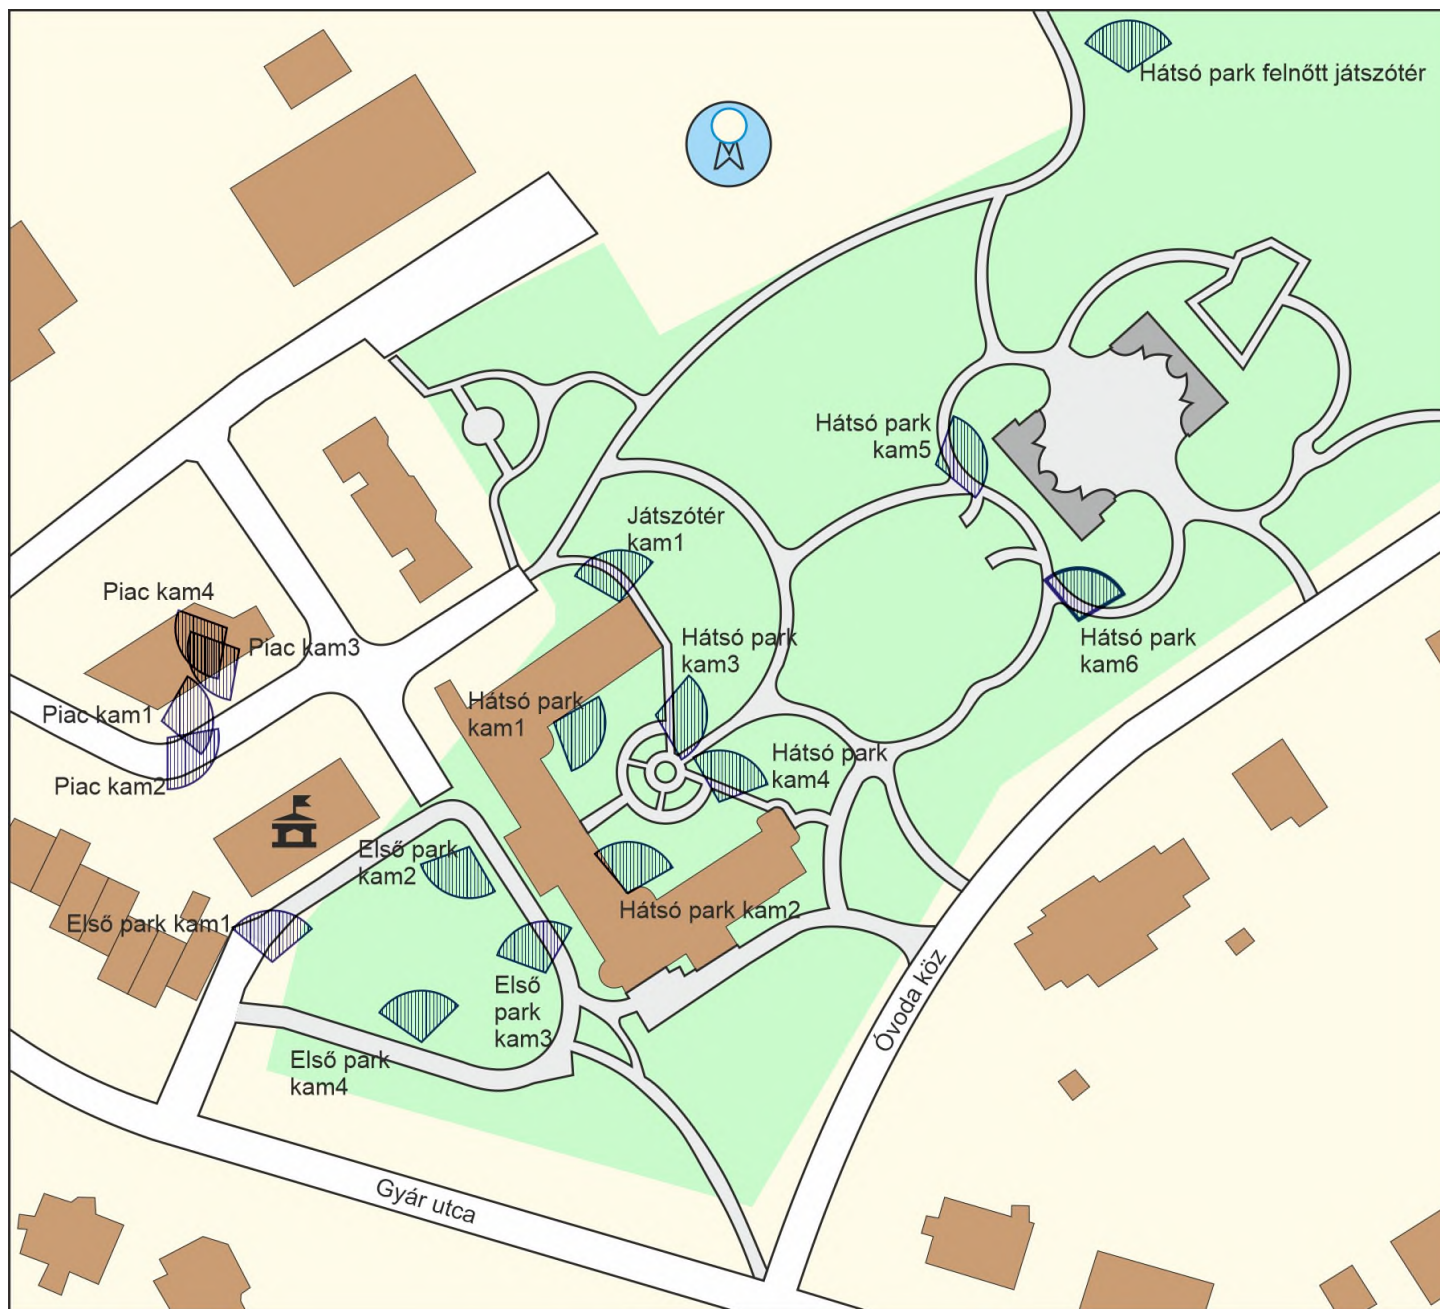 Hátsó park felnőtt játszótér
Hátsó park
kam5
Játszótér
kam1
Piac kam4
Piac kam3
Hátsó park
kam3
Hátsó park
kam6
Piac kam1
Hátsó park
kam1
Hátsó park
kam4
Piac kam2
Első park
kam2
Első park kam1
Hátsó park kam2
Első
park
kam3
Óvoda köz
Első park
kam4
Gyár utca